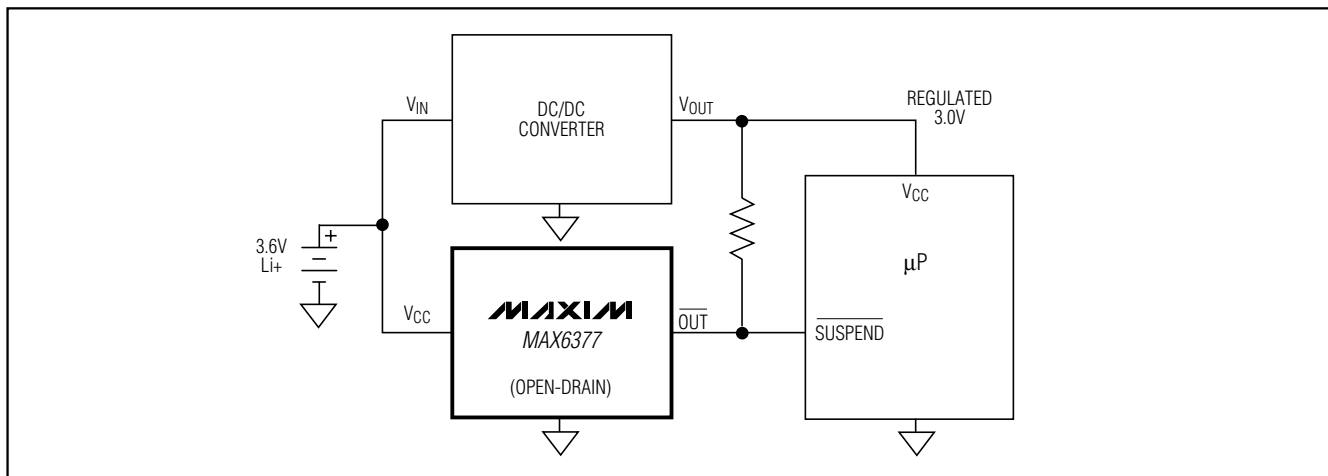 DC/DC
CONVERTER
VIN
VOUT
REGULATED
3.0V
VCC
μP
3.6V
Li+
+
VCC
MAXIM
MAX6377
(OPEN-DRAIN)
OUT
SUSPEND